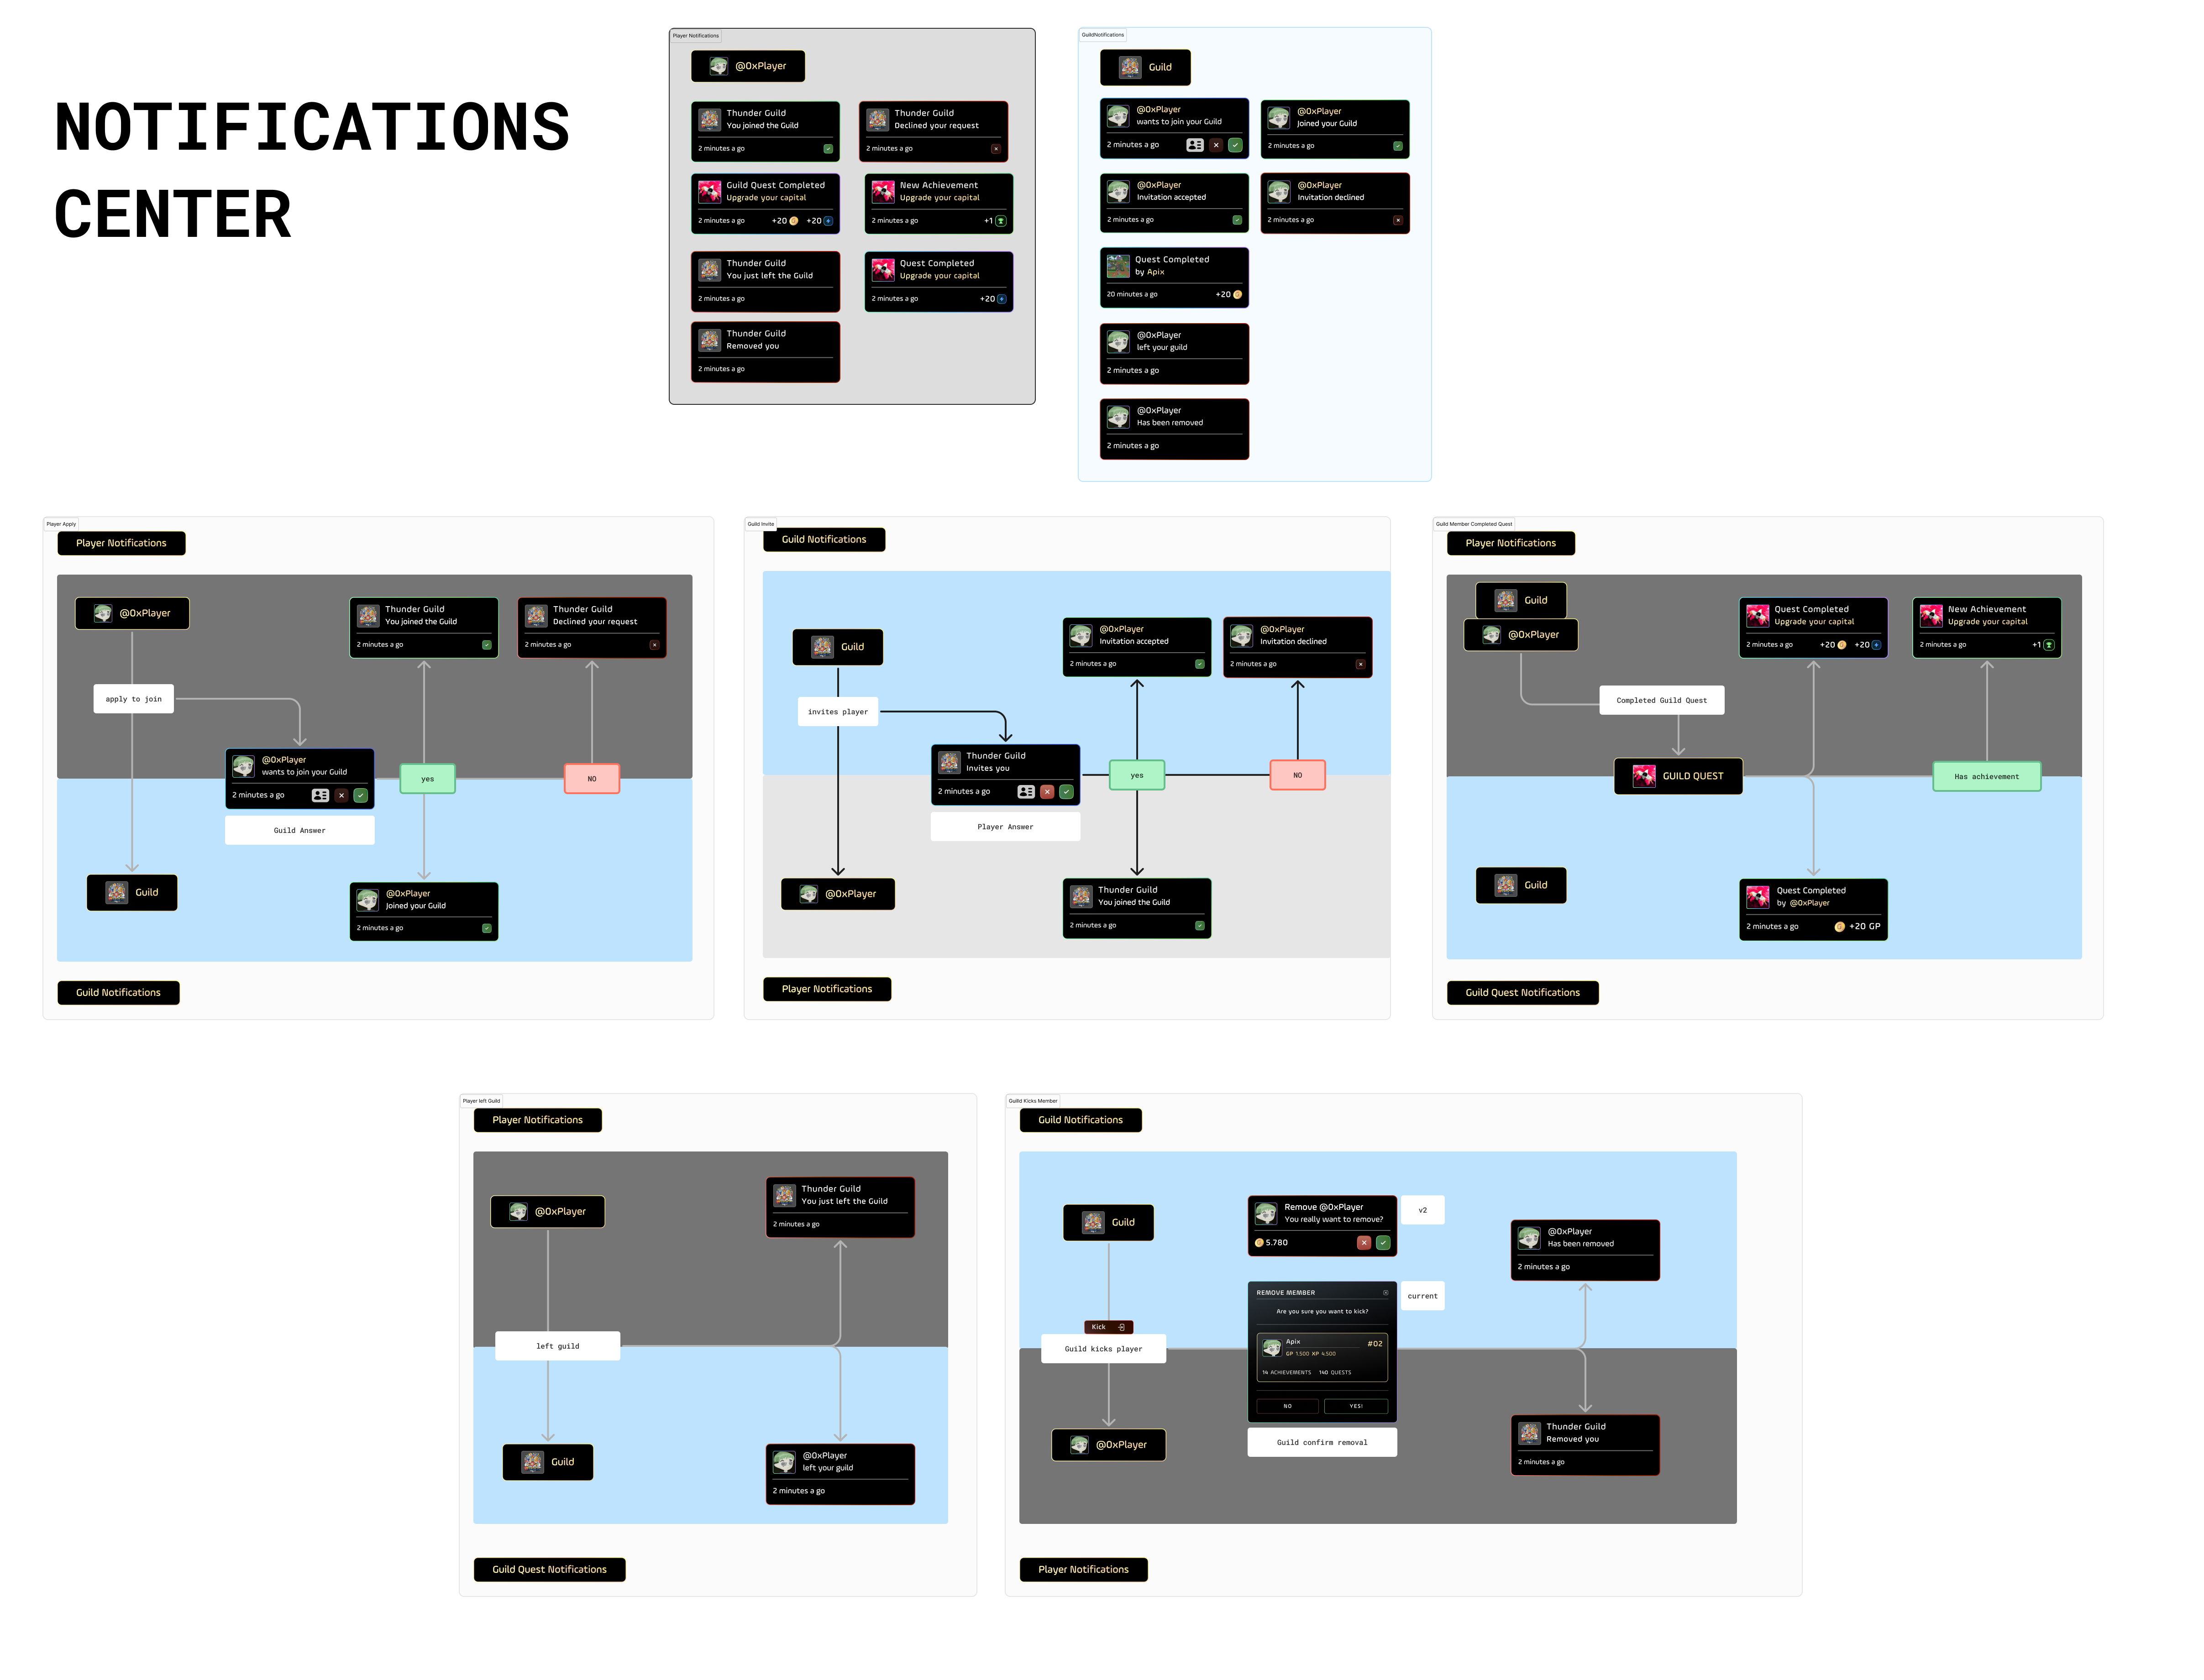 NOTIFICATIONS
CENTER
Player Notifications
@0xPlayer
Thunder Guild
You joined the Guild
2 minutes a go
Thunder Guild
Declined your request
2 minutes a go
Guild Quest Completed
Upgrade your capital
2 minutes a go +20 +20
New Achievement
Upgrade your capital
2 minutes a go +1
Thunder Guild
You just left the Guild
2 minutes a go
Quest Completed
Upgrade your capital
2 minutes a go +20
Thunder Guild
Removed you
2 minutes a go
GuildNotifications
Guild
@0xPlayer
wants to join your Guild
2 minutes a go
@0xPlayer
Joined your Guild
2 minutes a go
@0xPlayer
Invitation accepted
2 minutes a go
@0xPlayer
Invitation declined
2 minutes a go
Quest Completed
by Apix
20 minutes a go +20
@0xPlayer
left your guild
2 minutes a go
@0xPlayer
Has been removed
2 minutes a go
Player Apply
Player Notifications
@0xPlayer
Thunder Guild
You joined the Guild
2 minutes a go
Thunder Guild
Declined your request
2 minutes a go
apply to join
@0xPlayer
wants to join your Guild
2 minutes a go
yes
NO
Guild Answer
Guild
@0xPlayer
Joined your Guild
2 minutes a go
Guild Notifications
Guild Invite
Guild Notifications
Guild
@0xPlayer
Invitation accepted
2 minutes a go
@0xPlayer
Invitation declined
2 minutes a go
invites player
Thunder Guild
Invites you
2 minutes a go
yes
NO
Player Answer
@0xPlayer
Thunder Guild
You joined the Guild
2 minutes a go
Player Notifications
Guild Member Completed Quest
Player Notifications
Guild
@0xPlayer
Quest Completed
Upgrade your capital
2 minutes a go +20 +20
New Achievement
Upgrade your capital
2 minutes a go +1
Completed Guild Quest
GUILD QUEST
Has achievement
Guild
Quest Completed
by @0xPlayer
2 minutes a go +20 GP
Guild Quest Notifications
Player left Guild
Player Notifications
@0xPlayer
Thunder Guild
You just left the Guild
2 minutes a go
left guild
Guild
@0xPlayer
left your guild
2 minutes a go
Guild Quest Notifications
Guild Kicks Member
Guild Notifications
Guild
Remove @0xPlayer
You really want to remove?
5.780
v2
@0xPlayer
Has been removed
2 minutes a go
REMOVE MEMBER
Are you sure you want to kick?
current
Kick
Guild kicks player
Apix
#02
GP 1.500 XP 4.500
14 ACHIEVEMENTS 140 QUESTS
NO YES!
Guild confirm removal
@0xPlayer
Thunder Guild
Removed you
2 minutes a go
Player Notifications